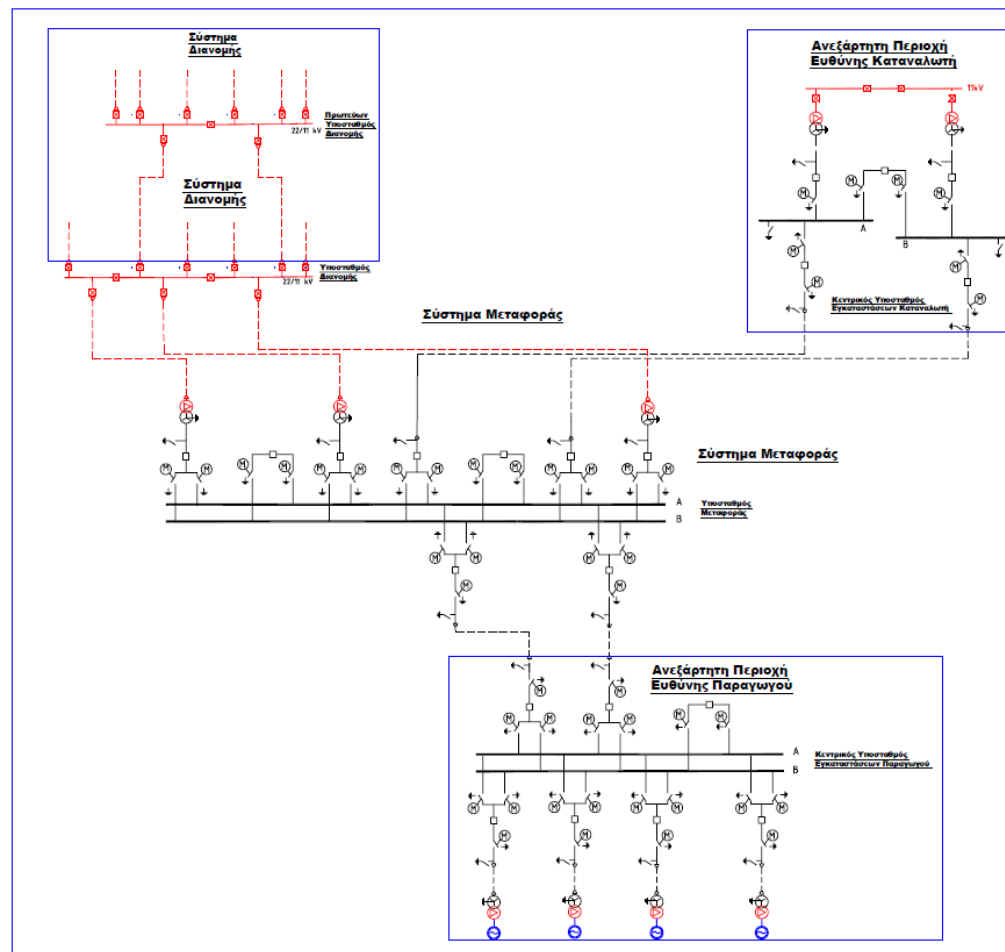 Σύστημα
Διανομής
Πρωτεύων
Υποσταθμός
Διανομής
22/11 kV
Σύστημα
Διανομής
Υποσταθμός
Διανομής
22/11 kV
Ανεξάρτητη Περιοχή
Ευθύνης Καταναλωτή
11kV
M
M
M
M
A
B
M
M
M
M
Κεντρικός Υποσταθμός
Εγκαταστάσεων Καταναλωτή
Σύστημα Μεταφοράς
Σύστημα Μεταφοράς
M
M
M
M
M
M
M
M
M
M
M
M
M
M
A
Υποσταθμός
Μεταφοράς
B
M
M
M
M
M
M
Ανεξάρτητη Περιοχή
Ευθύνης Παραγωγού
M
M
M
M
M
M
M
M
A
Κεντρικός Υποσταθμός
Εγκαταστάσεων Παραγωγού
B
M
M
M
M
M
M
M
M
M
M
M
M